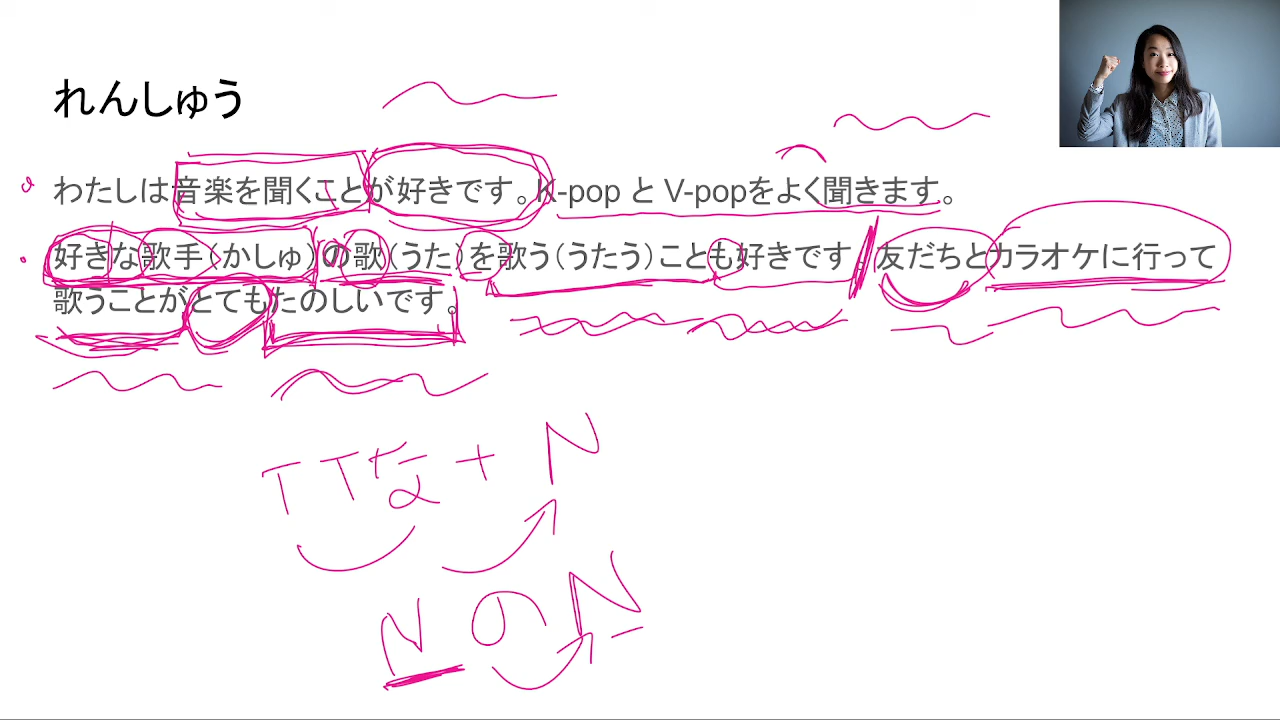 れんしゅう
わたしは音楽を聞くことが好きです。K-pop と V-popをよく聞きます。
好きな歌手（かしゅ）の歌（うた）を歌う（うたう）ことも好きです 友だちとカラオケに行って
歌うことがとてもたのしいです。
TTな + N
N の N